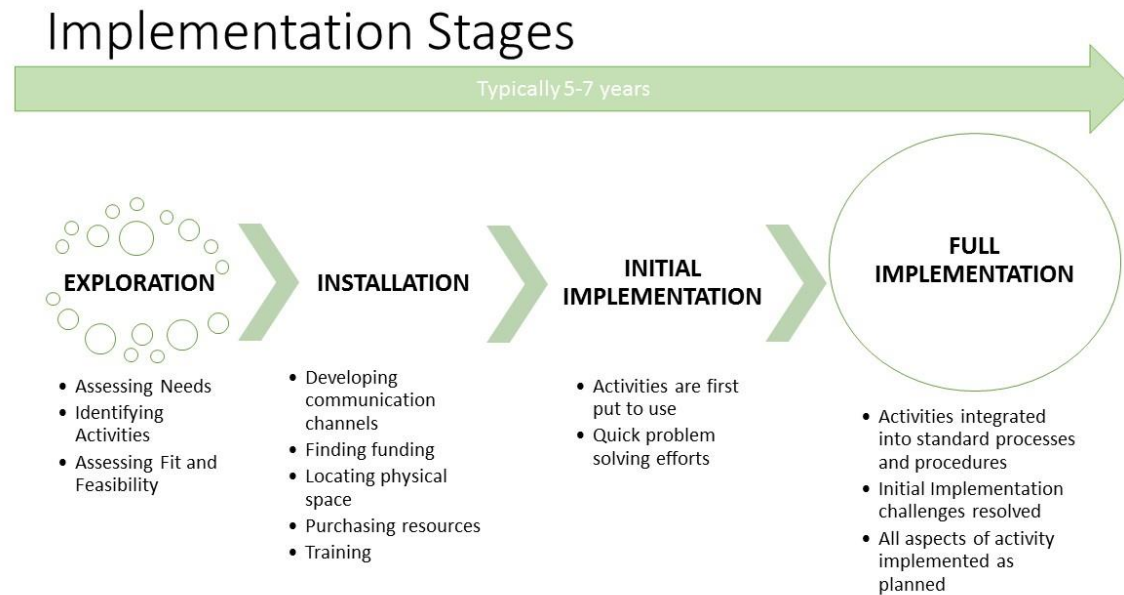 Implementation Stages
Typically 5-7 years
EXPLORATION
• Assessing Needs
• Identifying
Activities
• Assessing Fit and
Feasibility
INSTALLATION
• Developing
communication
channels
• Finding funding
• Locating physical
space
• Purchasing resources
• Training
INITIAL
IMPLEMENTATION
• Activities are first
put to use
• Quick problem
solving efforts
FULL
IMPLEMENTATION
• Activities integrated
into standard processes
and procedures
• Initial Implementation
challenges resolved
• All aspects of activity
implemented as
planned